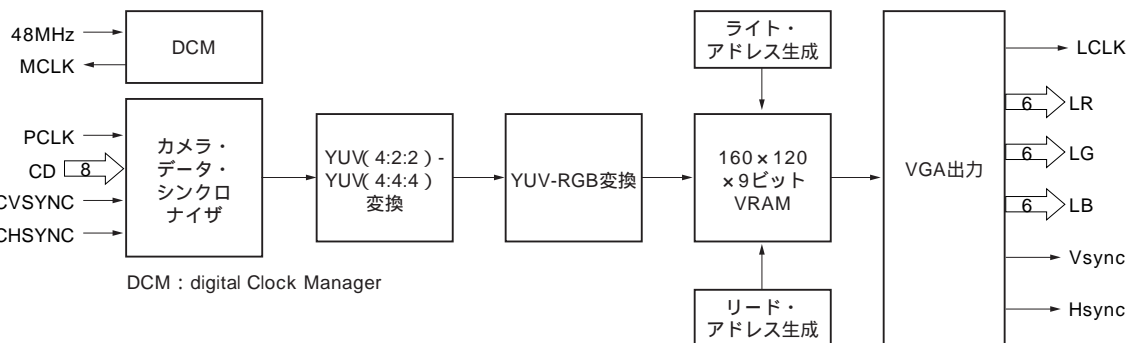 48MHz
MCLK
DCM
PCLK
CD
8
CVSYNC
CHSYNC
カメラ・
データ・
シンクロ
ナイザ
DCM：digital Clock Manager
YUV(4:2:2)-
YUV(4:4:4)
変換
YUV-RGB変換
ライト・
アドレス生成
160×120
×9ビット
VRAM
リード・
アドレス生成
VGA出力
LCLK
6
LR
6
LG
6
LB
Vsync
Hsync